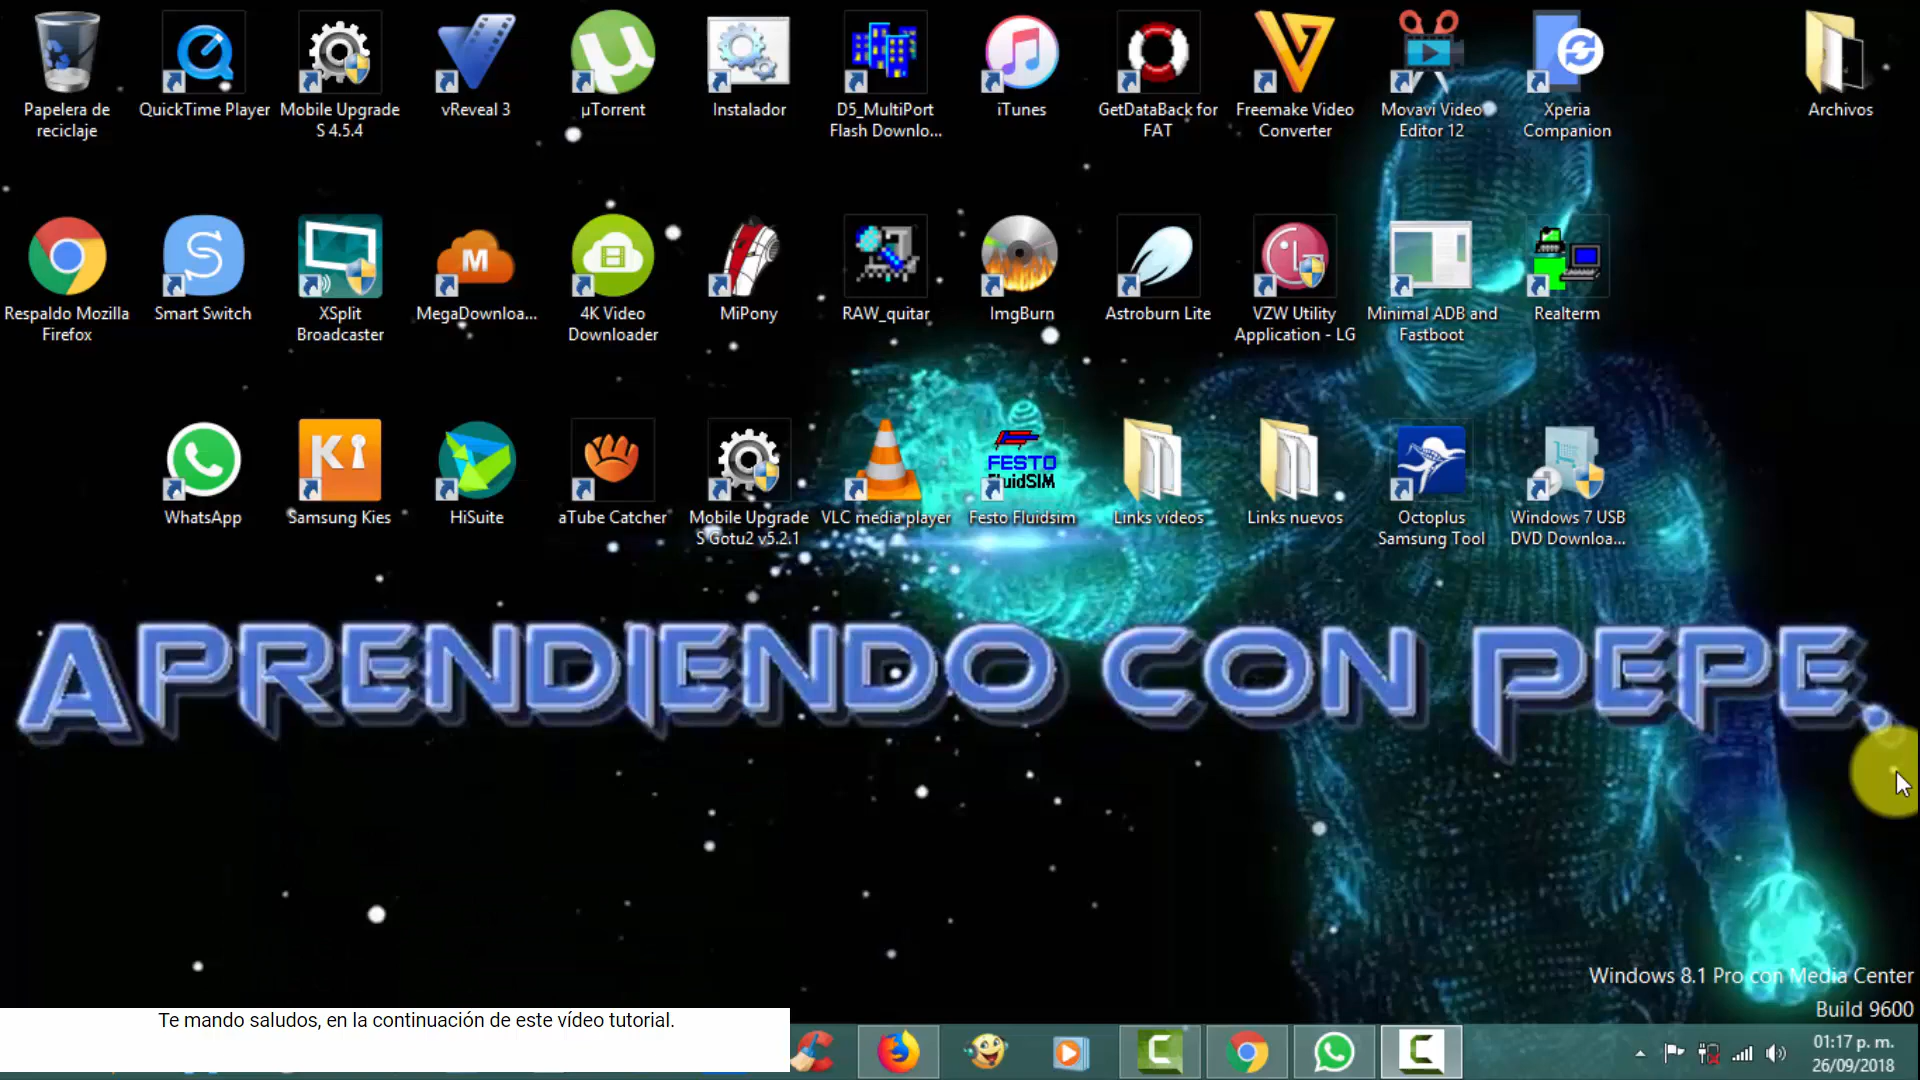 Papelera de
reciclaje
QuickTime Player
Mobile Upgrade
S 4.5.4
vReveal 3
µTorrent
Instalador
D5_MultiPort
Flash Downlo...
iTunes
GetDataBack for
FAT
Freemake Video
Converter
Movavi Video
Editor 12
Xperia
Companion
Archivos
Respaldo Mozilla
Firefox
Smart Switch
XSplit
Broadcaster
MegaDownloa...
4K Video
Downloader
MiPony
RAW_quitar
ImgBurn
Astroburn Lite
VZW Utility
Application - LG
Minimal ADB and
Fastboot
Realterm
WhatsApp
Samsung Kies
HiSuite
aTube Catcher
Mobile Upgrade
S Gotu2 v5.2.1
VLC media player
FESTO
FluidSIM
Festo Fluidsim
Links vídeos
Links nuevos
Octoplus
Samsung Tool
Windows 7 USB
DVD Downloa...
Aprendiendo con Pepe.
Windows 8.1 Pro con Media Center
Build 9600
Te mando saludos, en la continuación de este vídeo tutorial.
01:17 p. m.
26/09/2018